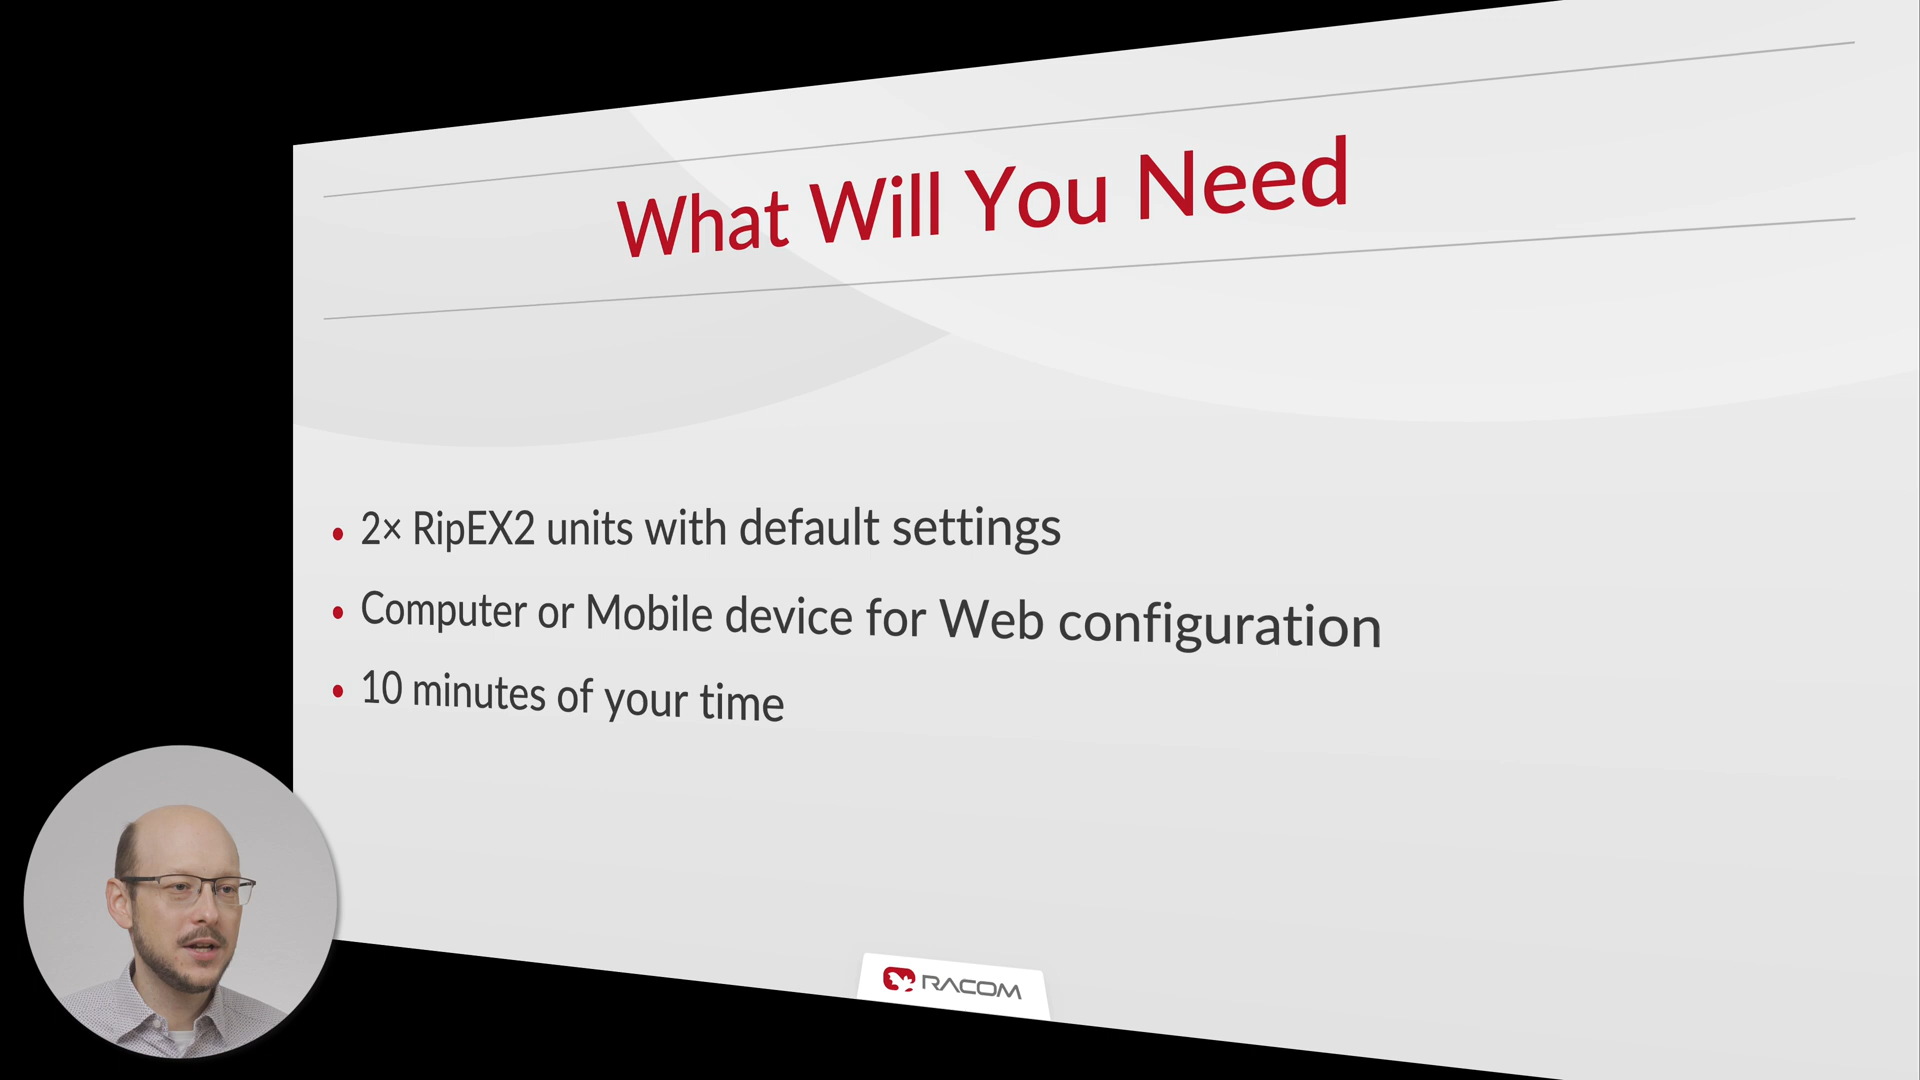 What Will You Need
• 2× RipEX2 units with default settings
• Computer or Mobile device for Web configuration
• 10 minutes of your time
RACOM